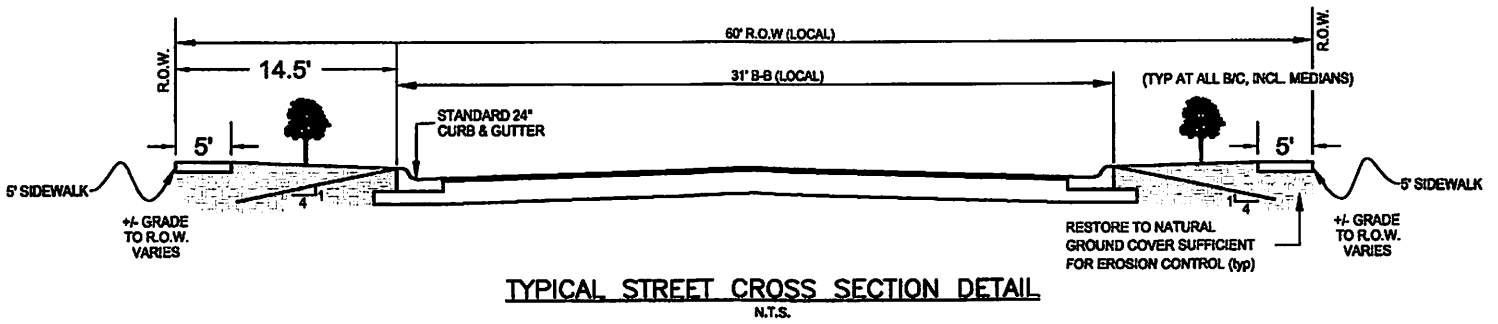 60' R.O.W (LOCAL)
R.O.W.
R.O.W.
14.5'
31' B-B (LOCAL)
(TYP AT ALL B/C, INCL. MEDIANS)
STANDARD 24"
CURB & GUTTER
5'
5'
5' SIDEWALK
5' SIDEWALK
1
4
1
4
+/- GRADE
TO R.O.W.
VARIES
RESTORE TO NATURAL
GROUND COVER SUFFICIENT
FOR EROSION CONTROL (typ)
+/- GRADE
TO R.O.W.
VARIES
TYPICAL STREET CROSS SECTION DETAIL
N.T.S.